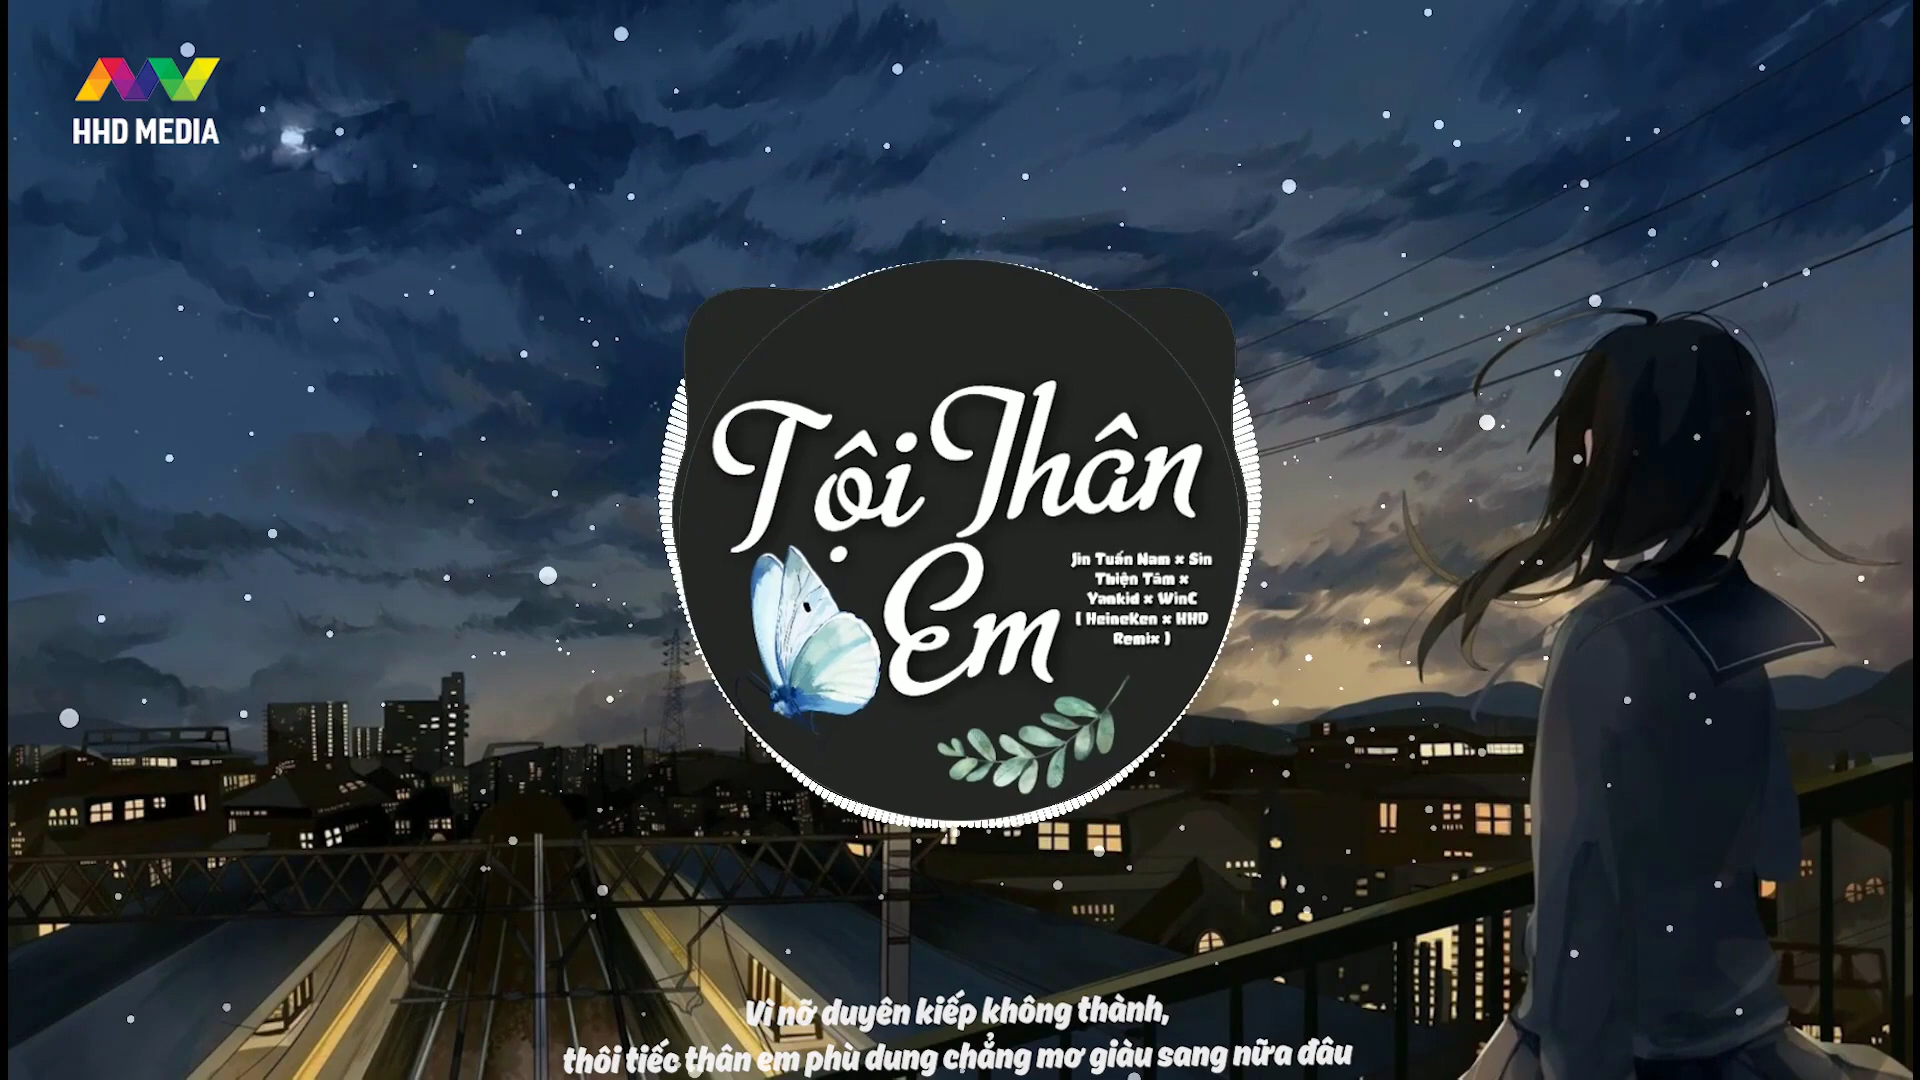 HHD MEDIA
Tội Thân
Em
Jin Tuấn Nam × Sin
Thiện Tâm ×
Yankid × WinC
[ HeineKen × HHD
Remix ]
Vì nỡ duyên kiếp không thành,
thôi tiếc thân em phù dung chẳng mơ giàu sang nữa đâu